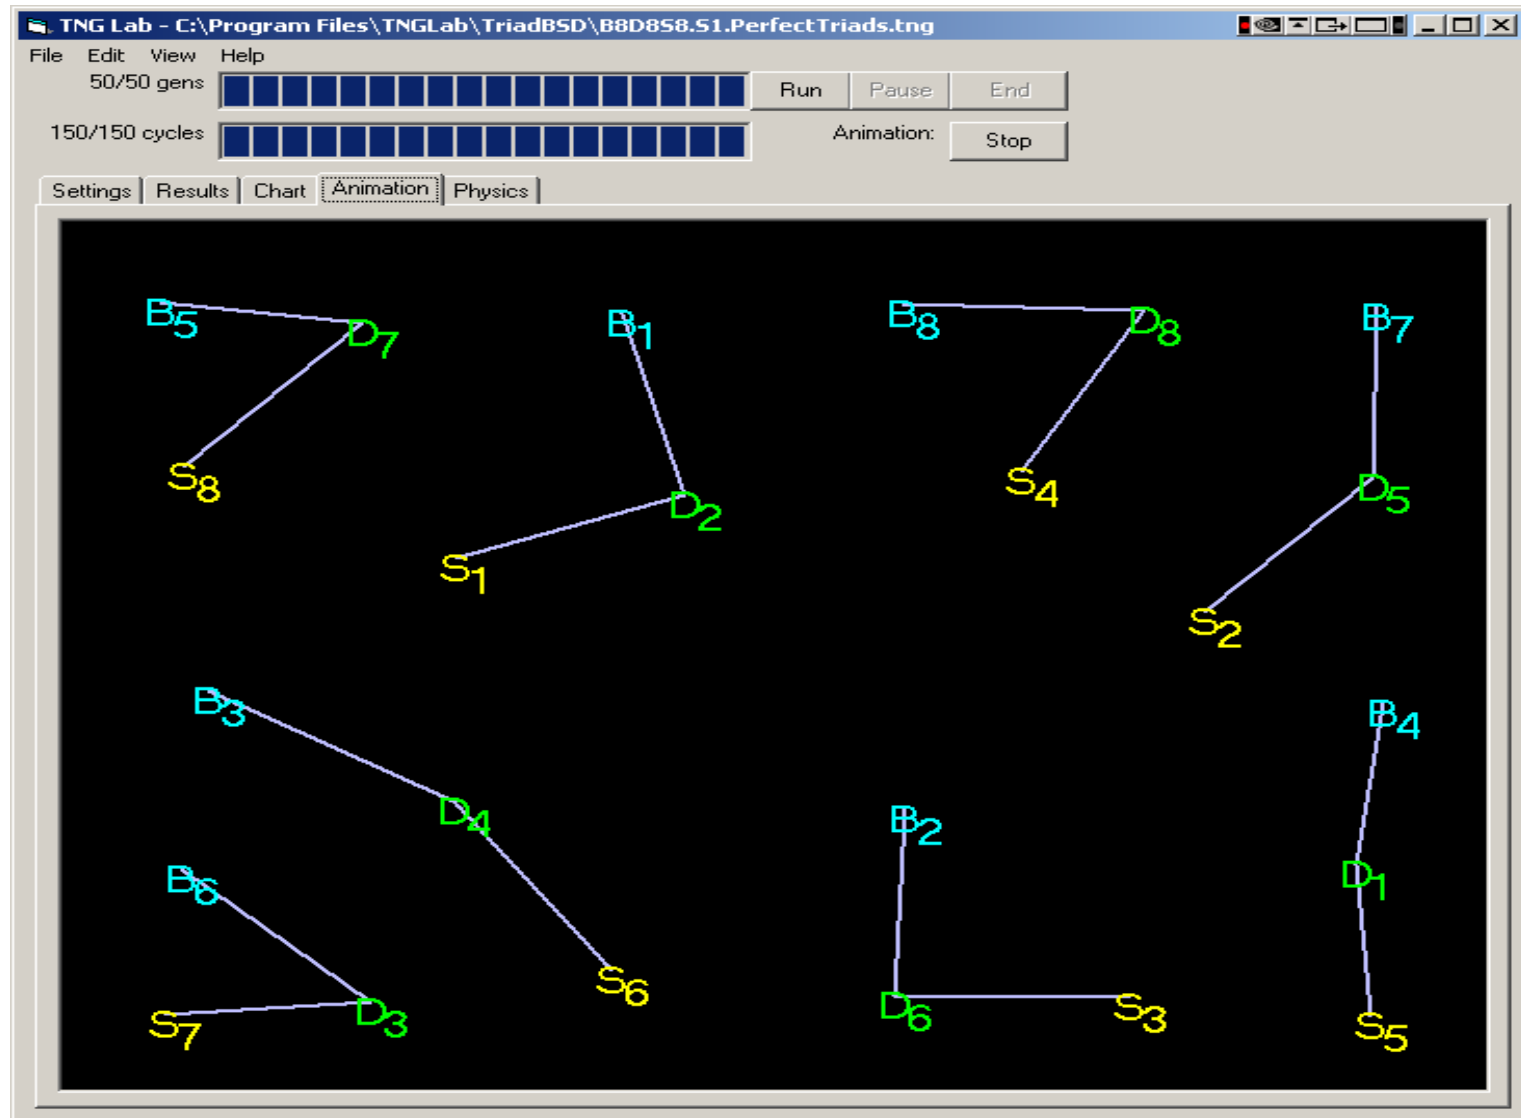 TNG Lab - C:\Program Files\TNGLab\TriadBSD\B8D8S8.S1.PerfectTriads.tng
File Edit View Help
50/50 gens Run Pause End
150/150 cycles Animation: Stop
Settings Results Chart Animation Physics
B5 D7 B1 B8 D8 B7
S8 D2 S4 D5
S1 S2
B3 B4
D4 B2
B6 D1
S6
S7 D3 D6 S3 S5